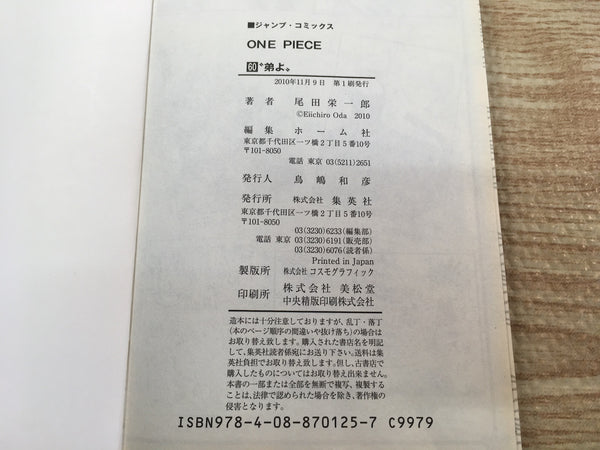 ■ジャンプ・コミックス
ONE PIECE
60〝弟よ〟
2010年11月9日　第1刷発行
著者　尾田栄一郎
©Eiichiro Oda 2010
編集　ホーム社
東京都千代田区一ツ橋2丁目5番10号
〒101-8050
電話 東京 03(5211)2651
発行人　鳥嶋和彦
発行所　株式会社 集英社
東京都千代田区一ツ橋2丁目5番10号
〒101-8050
03(3230)6233(編集部)
電話 東京 03(3230)6191(販売部)
03(3230)6076(読者係)
Printed in Japan
製版所　株式会社 コスモグラフィック
印刷所　株式会社 美松堂
中央精版印刷株式会社
造本には十分注意しておりますが、乱丁・落丁
(本のページ順序の間違いや抜け落ち)の場合は
お取り替え致します。購入された書店名を明記
して、集英社読者係宛にお送り下さい。送料は集
英社負担でお取り替え致します。但し、古書店で
購入したものについてはお取り替え出来ません。
本書の一部または全部を無断で複写、複製する
ことは、法律で認められた場合を除き、著作権の
侵害となります。
ISBN978-4-08-870125-7 C9979